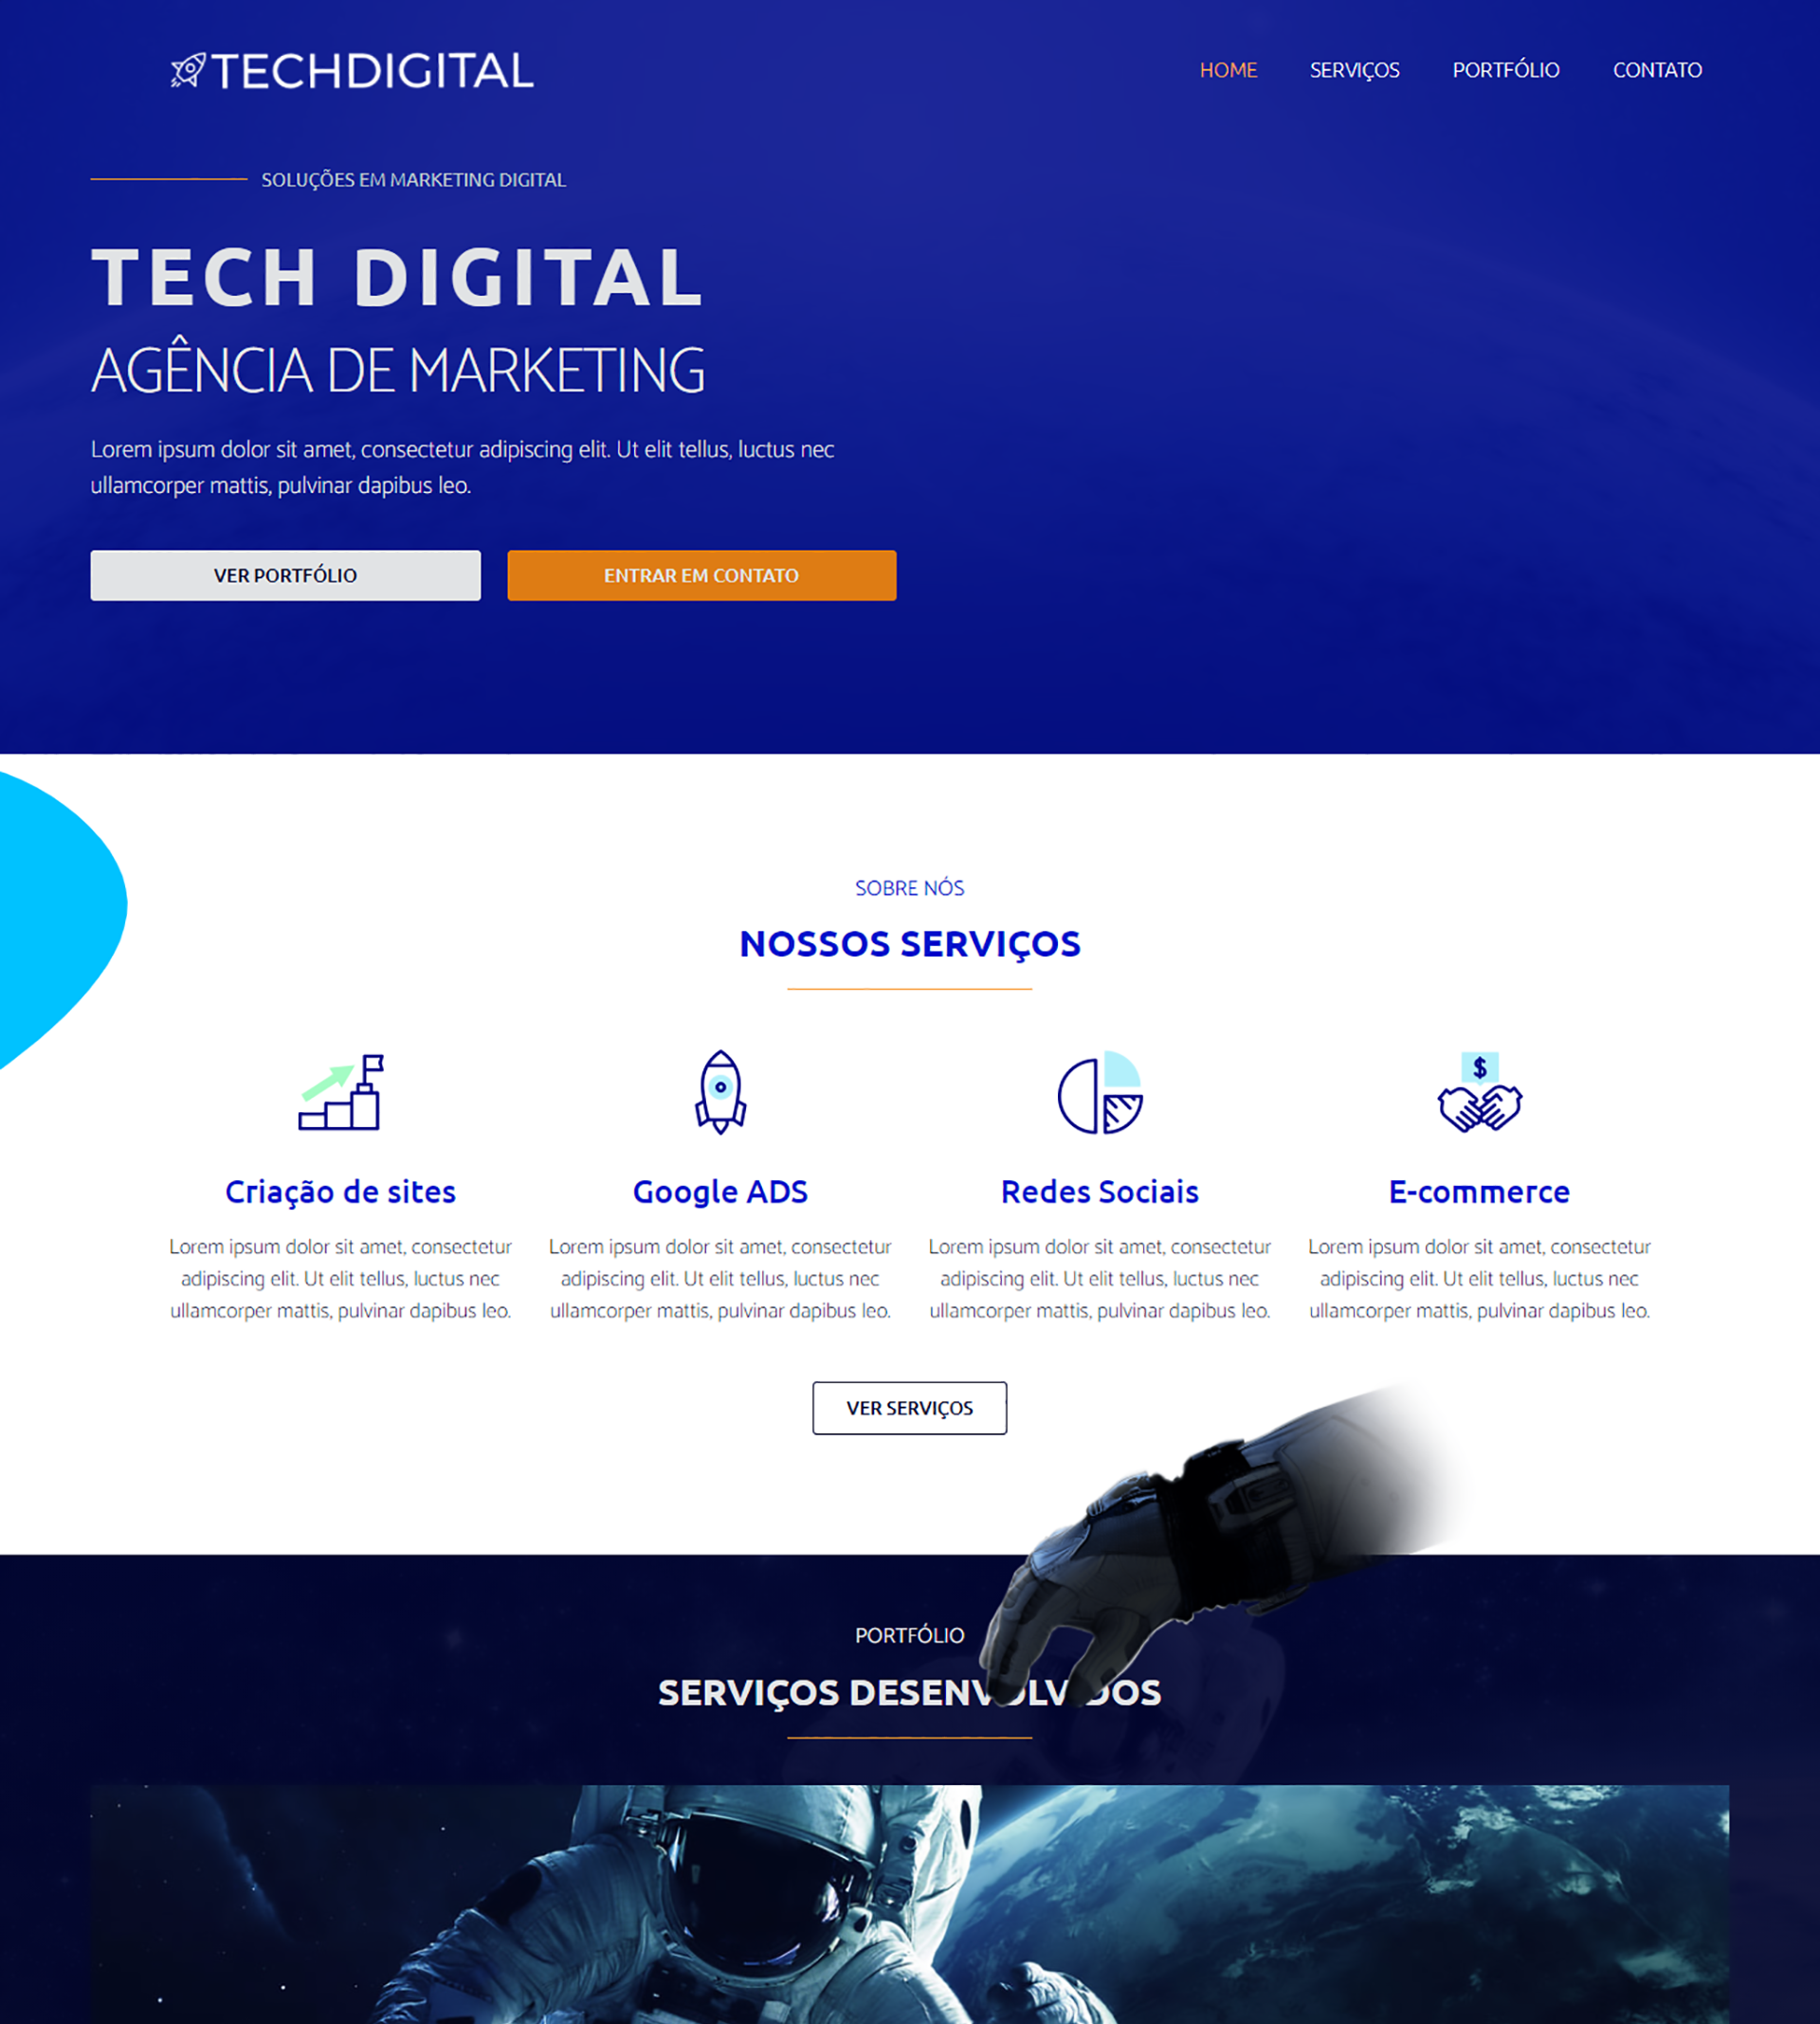 TECHDIGITAL
HOME SERVIÇOS PORTFÓLIO CONTATO
SOLUÇÕES EM MARKETING DIGITAL
TECH DIGITAL
AGÊNCIA DE MARKETING
Lorem ipsum dolor sit amet, consectetur adipiscing elit. Ut elit tellus, luctus nec
ullamcorper mattis, pulvinar dapibus leo.
VER PORTFÓLIO
ENTRAR EM CONTATO
SOBRE NÓS
NOSSOS SERVIÇOS
$
Criação de sites
Lorem ipsum dolor sit amet, consectetur
adipiscing elit. Ut elit tellus, luctus nec
ullamcorper mattis, pulvinar dapibus leo.
Google ADS
Lorem ipsum dolor sit amet, consectetur
adipiscing elit. Ut elit tellus, luctus nec
ullamcorper mattis, pulvinar dapibus leo.
Redes Sociais
Lorem ipsum dolor sit amet, consectetur
adipiscing elit. Ut elit tellus, luctus nec
ullamcorper mattis, pulvinar dapibus leo.
E-commerce
Lorem ipsum dolor sit amet, consectetur
adipiscing elit. Ut elit tellus, luctus nec
ullamcorper mattis, pulvinar dapibus leo.
VER SERVIÇOS
PORTFÓLIO
SERVIÇOS DESENVOLVIDOS